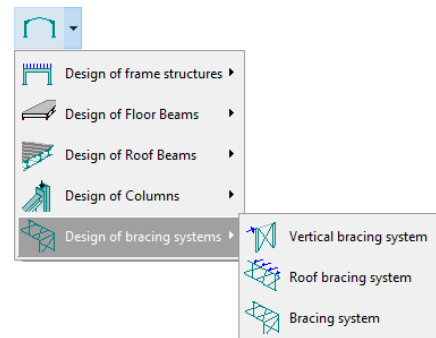 Design of frame structures
Design of Floor Beams
Design of Roof Beams
Design of Columns
Design of bracing systems
Vertical bracing system
Roof bracing system
Bracing system